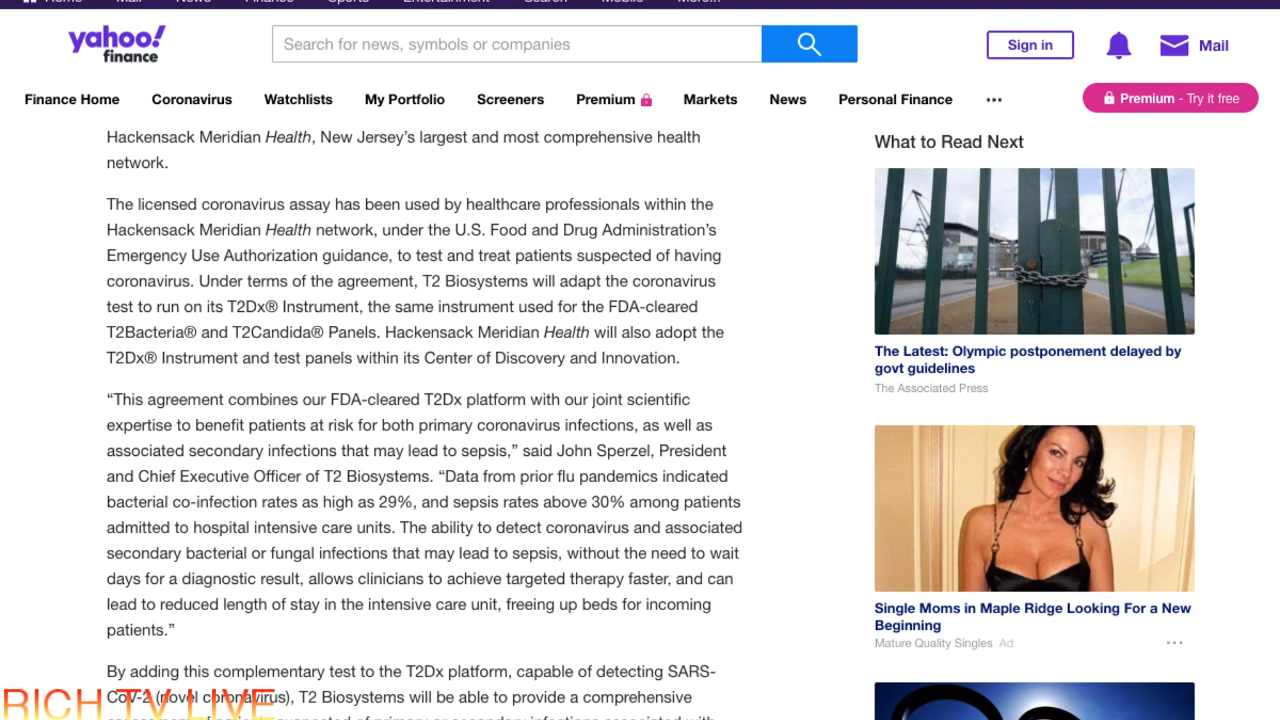 Home Mail News Finance Sports Entertainment Search Mobile More...
yahoo!
finance
Search for news, symbols or companies
Sign in
Mail
Finance Home Coronavirus Watchlists My Portfolio Screeners Premium Markets News Personal Finance ...
Premium - Try it free
Hackensack Meridian Health, New Jersey’s largest and most comprehensive health
network.
The licensed coronavirus assay has been used by healthcare professionals within the
Hackensack Meridian Health network, under the U.S. Food and Drug Administration’s
Emergency Use Authorization guidance, to test and treat patients suspected of having
coronavirus. Under terms of the agreement, T2 Biosystems will adapt the coronavirus
test to run on its T2Dx® Instrument, the same instrument used for the FDA-cleared
T2Bacteria® and T2Candida® Panels. Hackensack Meridian Health will also adopt the
T2Dx® Instrument and test panels within its Center of Discovery and Innovation.
“This agreement combines our FDA-cleared T2Dx platform with our joint scientific
expertise to benefit patients at risk for both primary coronavirus infections, as well as
associated secondary infections that may lead to sepsis,” said John Sperzel, President
and Chief Executive Officer of T2 Biosystems. “Data from prior flu pandemics indicated
bacterial co-infection rates as high as 29%, and sepsis rates above 30% among patients
admitted to hospital intensive care units. The ability to detect coronavirus and associated
secondary bacterial or fungal infections that may lead to sepsis, without the need to wait
days for a diagnostic result, allows clinicians to achieve targeted therapy faster, and can
lead to reduced length of stay in the intensive care unit, freeing up beds for incoming
patients.”
By adding this complementary test to the T2Dx platform, capable of detecting SARS-
CoV-2 (novel coronavirus), T2 Biosystems will be able to provide a comprehensive
RICH TV LIVE
What to Read Next
The Latest: Olympic postponement delayed by
govt guidelines
The Associated Press
Single Moms in Maple Ridge Looking For a New
Beginning
Mature Quality Singles Ad